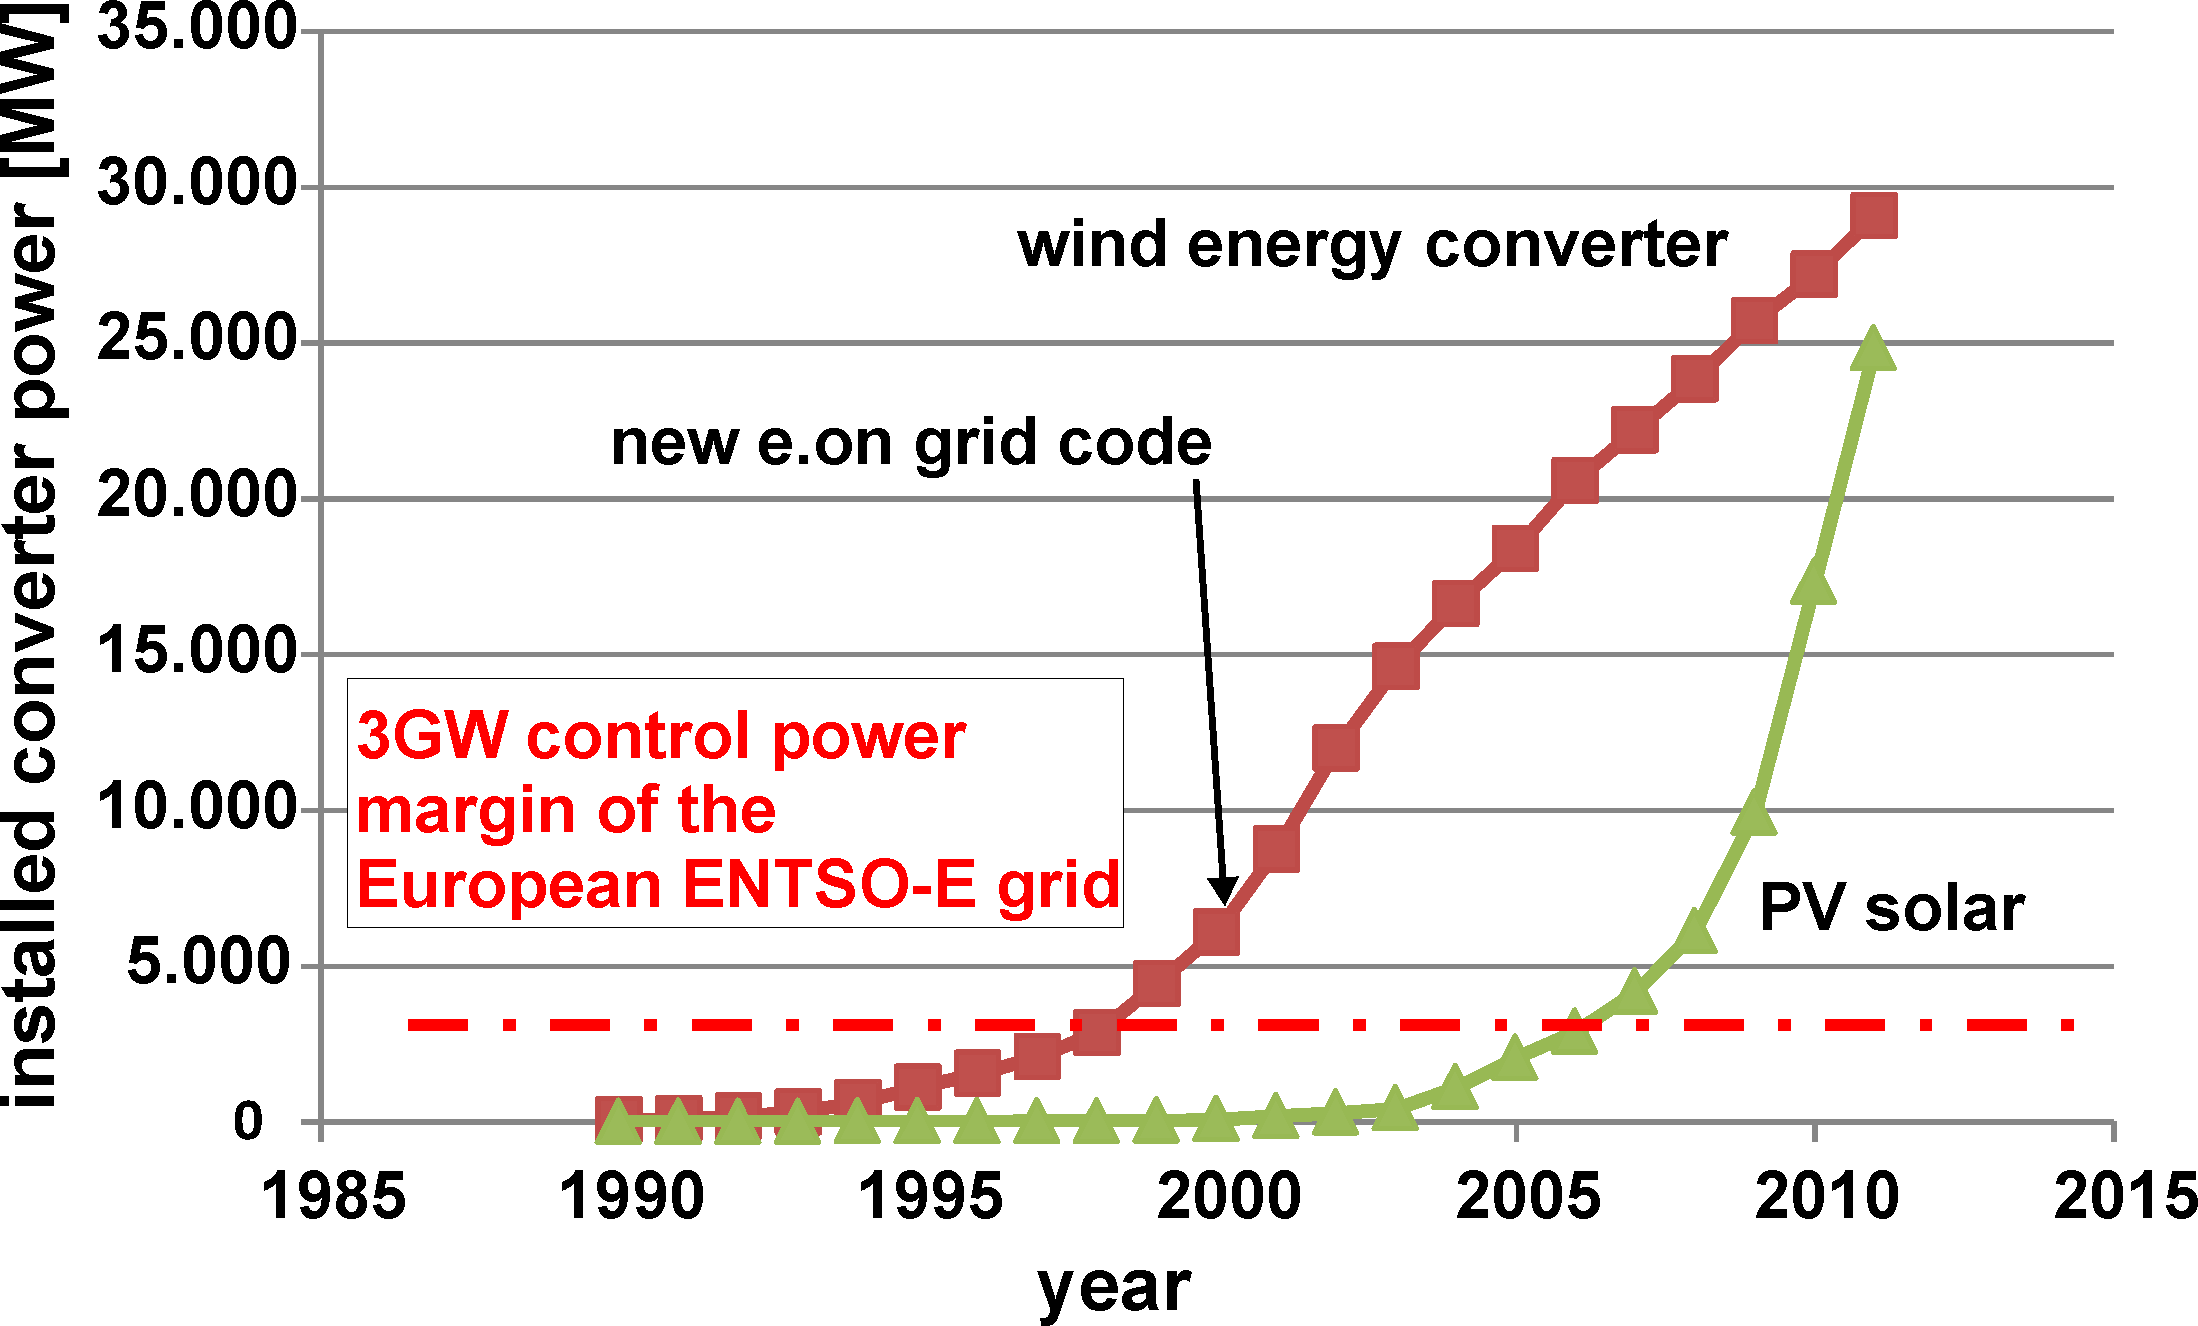 installed converter power [MW]
35.000
30.000
25.000
20.000
15.000
10.000
5.000
0
wind energy converter
new e.on grid code
3GW control power
margin of the
European ENTSO-E grid
PV solar
1985 1990 1995 2000 2005 2010 2015
year